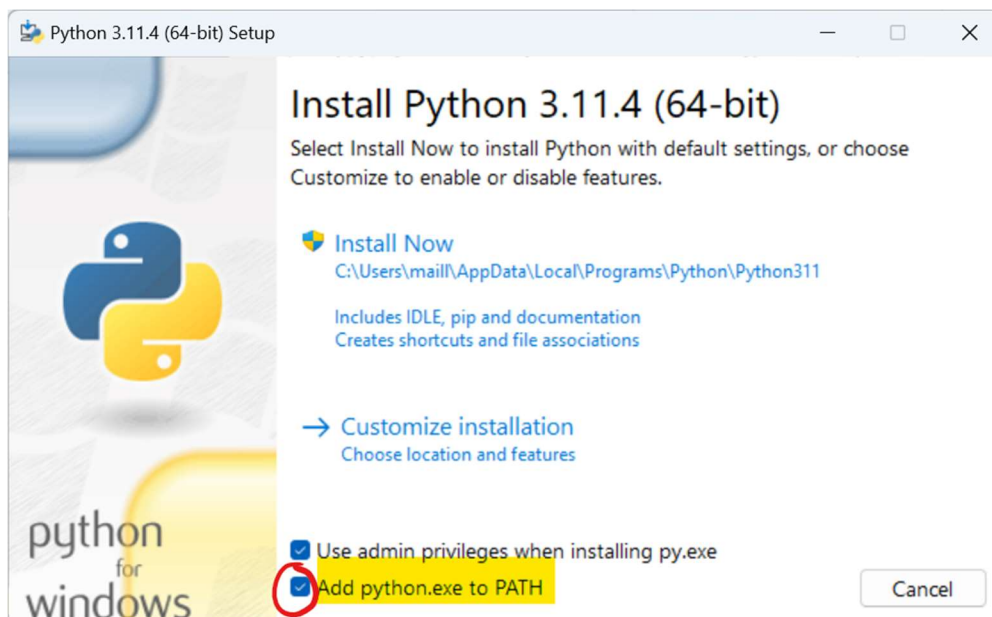 Python 3.11.4 (64-bit) Setup
Install Python 3.11.4 (64-bit)
Select Install Now to install Python with default settings, or choose
Customize to enable or disable features.
Install Now
C:\Users\maill\AppData\Local\Programs\Python\Python311
Includes IDLE, pip and documentation
Creates shortcuts and file associations
Customize installation
Choose location and features
python
for
windows
Use admin privileges when installing py.exe
Add python.exe to PATH
Cancel